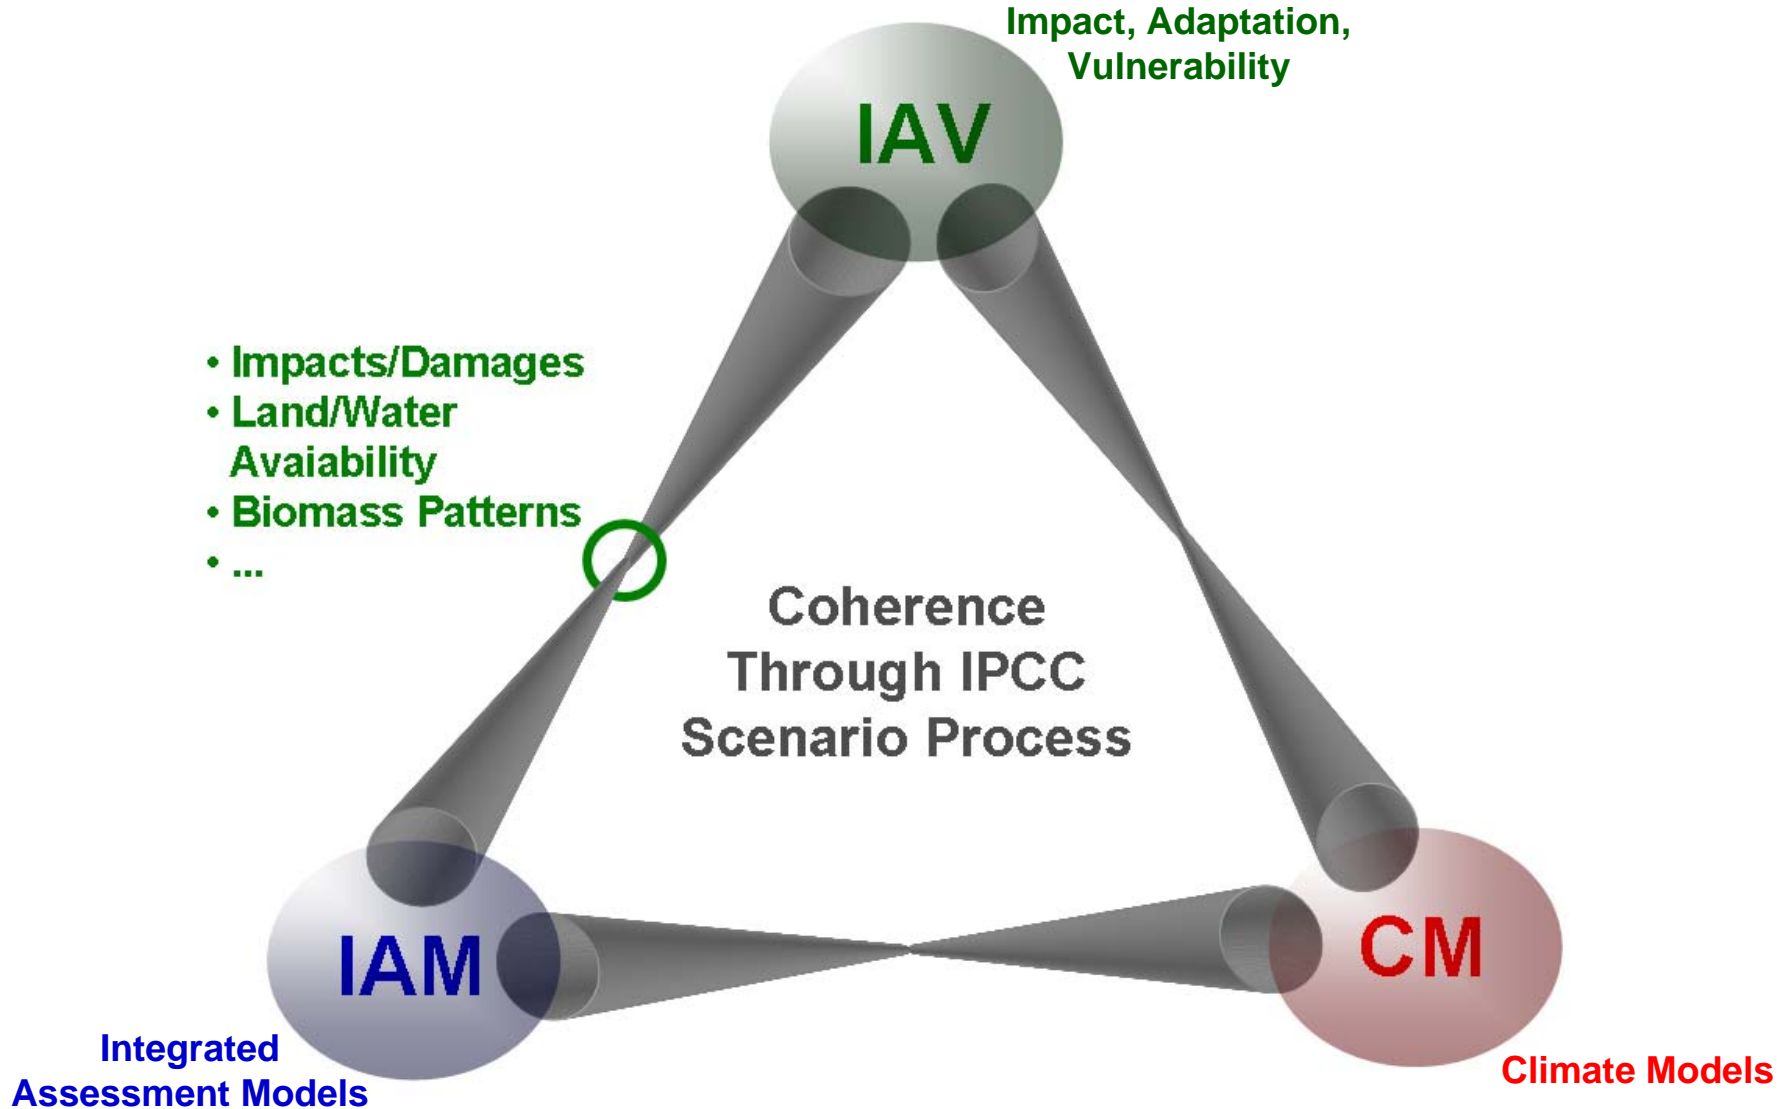 Impact, Adaptation,
Vulnerability
IAV
• Impacts/Damages
• Land/Water
Avaiability
• Biomass Patterns
• ...
Coherence
Through IPCC
Scenario Process
IAM
CM
Integrated
Assessment Models
Climate Models